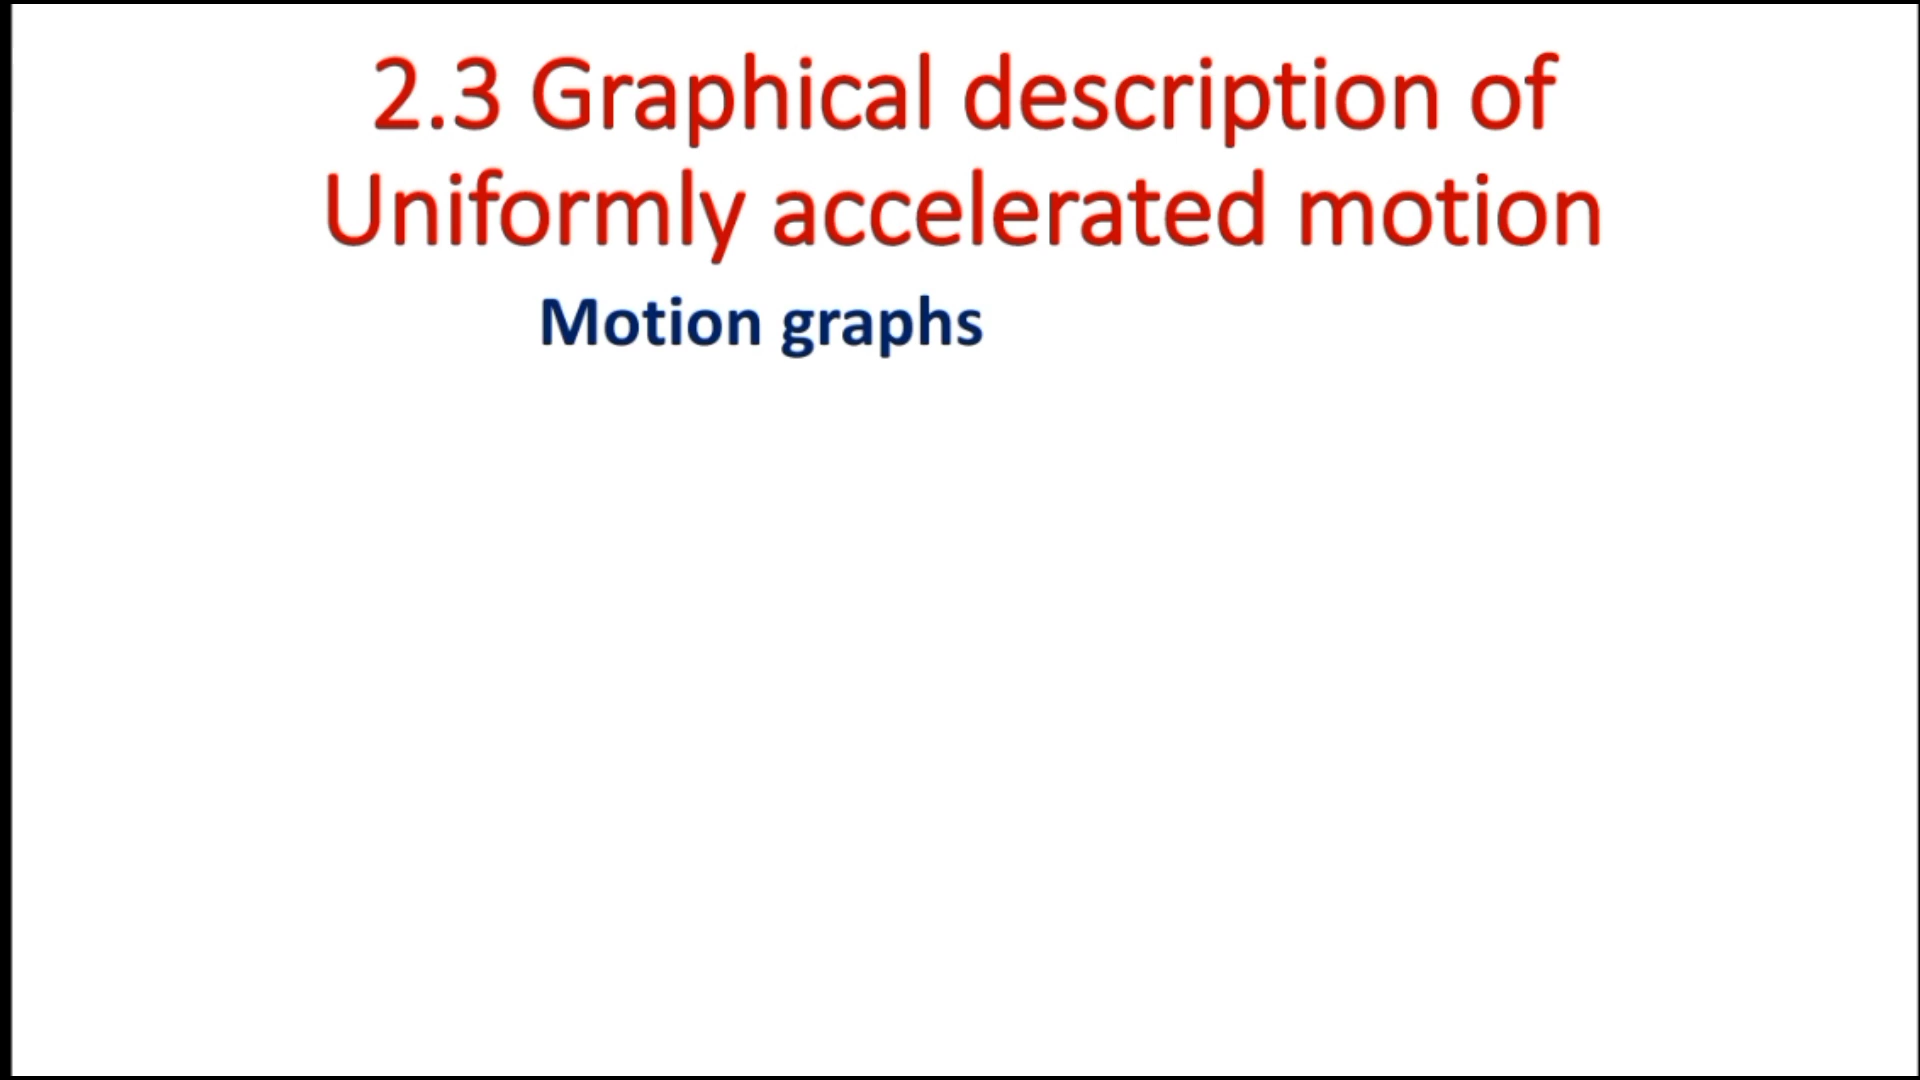 2.3 Graphical description of
Uniformly accelerated motion
Motion graphs